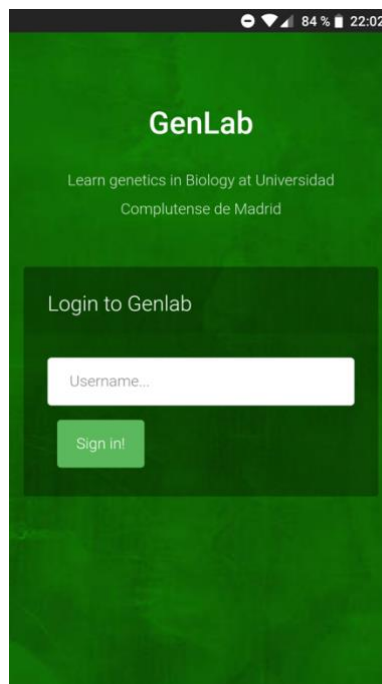 84 % 22:02
GenLab
Learn genetics in Biology at Universidad
Complutense de Madrid
Login to Genlab
Username...
Sign in!